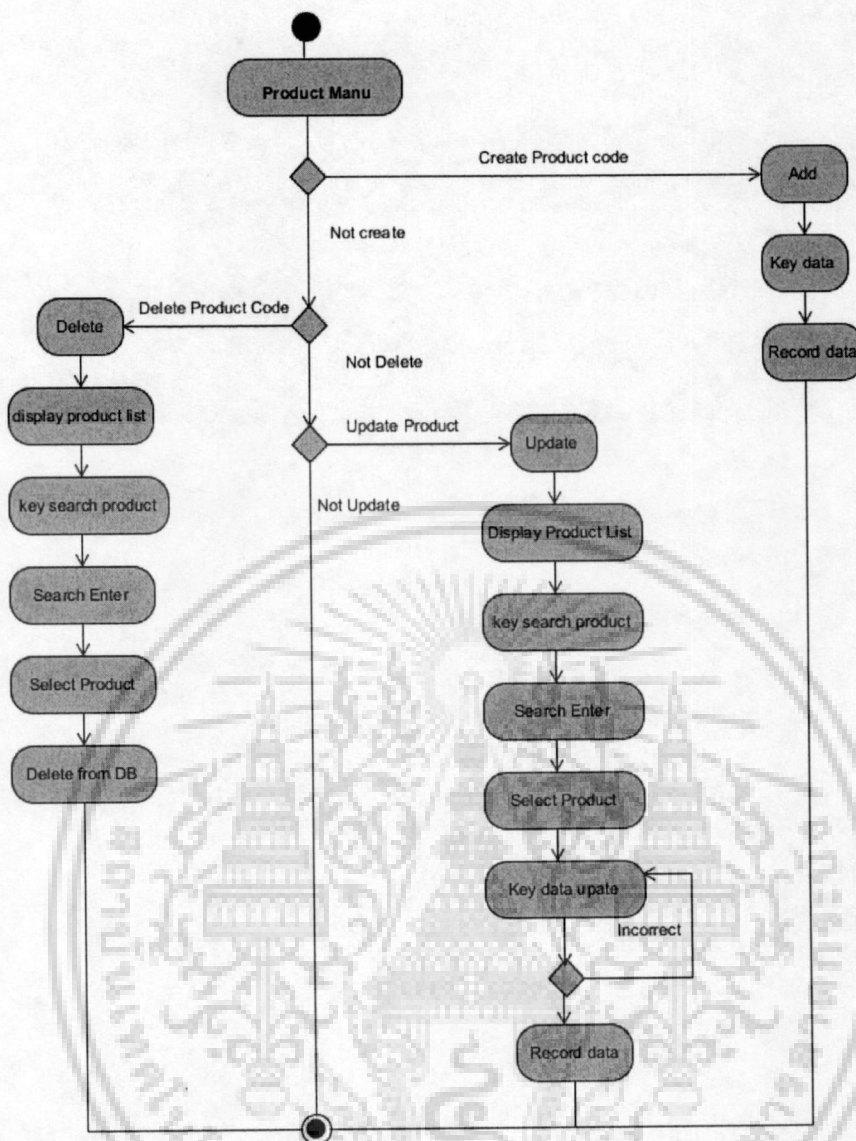 Product Manu
Create Product code
Add
Not create
Key data
Delete Product Code
Delete
Record data
Not Delete
display product list
Update Product
Update
key search product
Not Update
Display Product List
Search Enter
key search product
Select Product
Search Enter
Delete from DB
Select Product
Key data upate
Incorrect
Record data